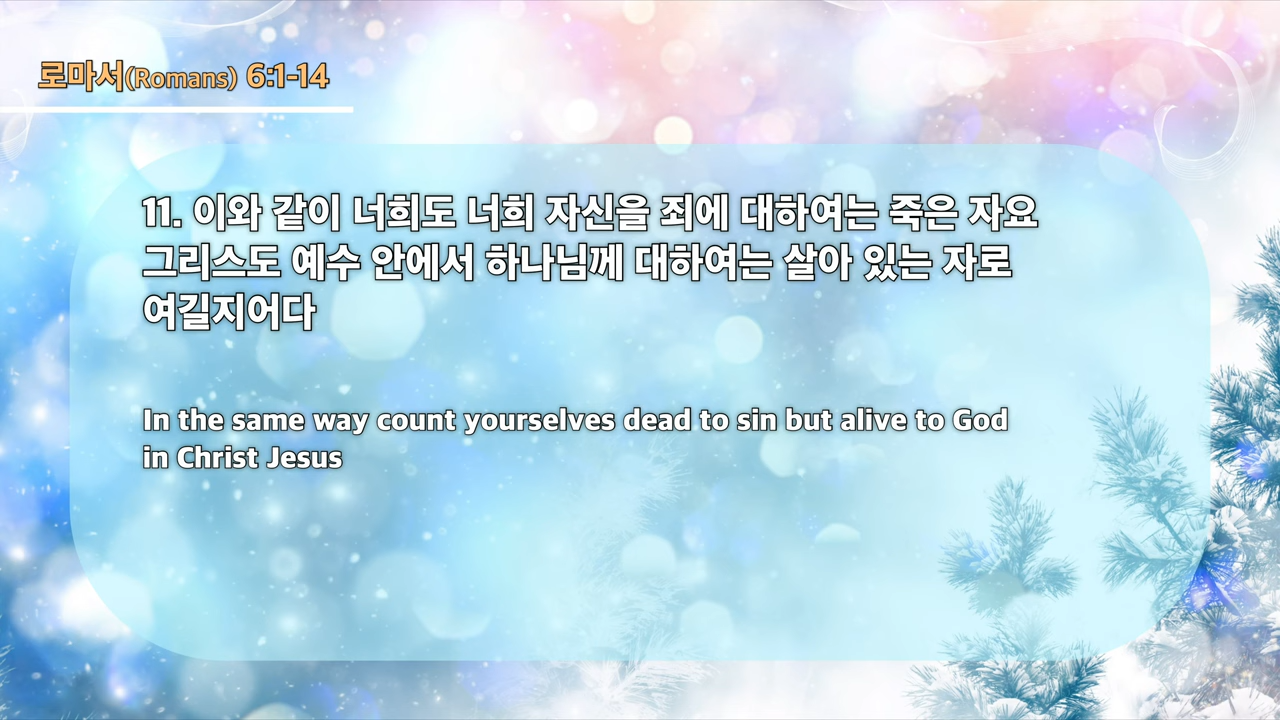 로마서(Romans) 6:1-14
11. 이와 같이 너희도 너희 자신을 죄에 대하여는 죽은 자요
그리스도 예수 안에서 하나님께 대하여는 살아 있는 자로
여길지어다
In the same way count yourselves dead to sin but alive to God
in Christ Jesus